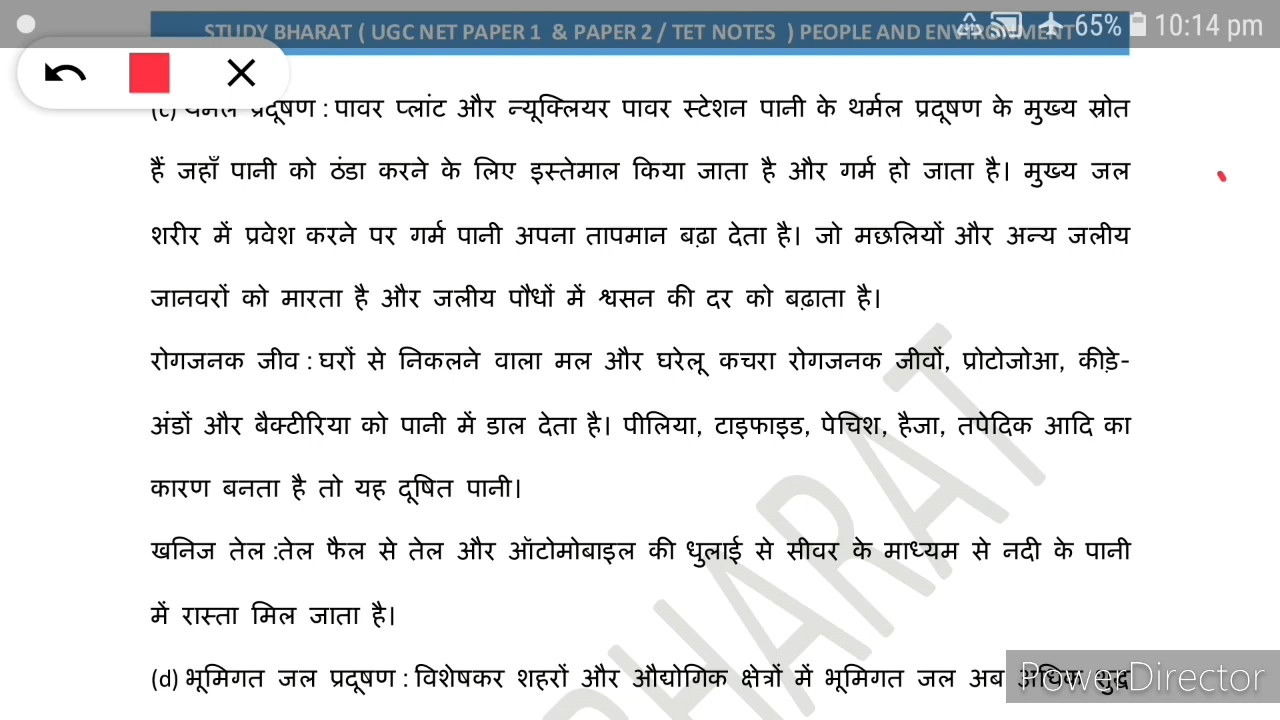 STUDY BHARAT ( UGC NET PAPER 1 & PAPER 2 / TET NOTES ) PEOPLE AND ENVIRONMENT
65% 10:14 pm
(c) थर्मल प्रदूषण : पावर प्लांट और न्यूक्लियर पावर स्टेशन पानी के थर्मल प्रदूषण के मुख्य स्रोत
हैं जहाँ पानी को ठंडा करने के लिए इस्तेमाल किया जाता है और गर्म हो जाता है। मुख्य जल
शरीर में प्रवेश करने पर गर्म पानी अपना तापमान बढ़ा देता है। जो मछलियों और अन्य जलीय
जानवरों को मारता है और जलीय पौधों में श्वसन की दर को बढ़ाता है।
रोगजनक जीव : घरों से निकलने वाला मल और घरेलू कचरा रोगजनक जीवों, प्रोटोजोआ, कीड़े-
अंडों और बैक्टीरिया को पानी में डाल देता है। पीलिया, टाइफाइड, पेचिश, हैजा, तपेदिक आदि का
कारण बनता है तो यह दूषित पानी।
खनिज तेल :तेल फैल से तेल और ऑटोमोबाइल की धुलाई से सीवर के माध्यम से नदी के पानी
में रास्ता मिल जाता है।
(d) भूमिगत जल प्रदूषण : विशेषकर शहरों और औद्योगिक क्षेत्रों में भूमिगत जल अब अधिक शुद्ध
BHARAT
PowerDirector